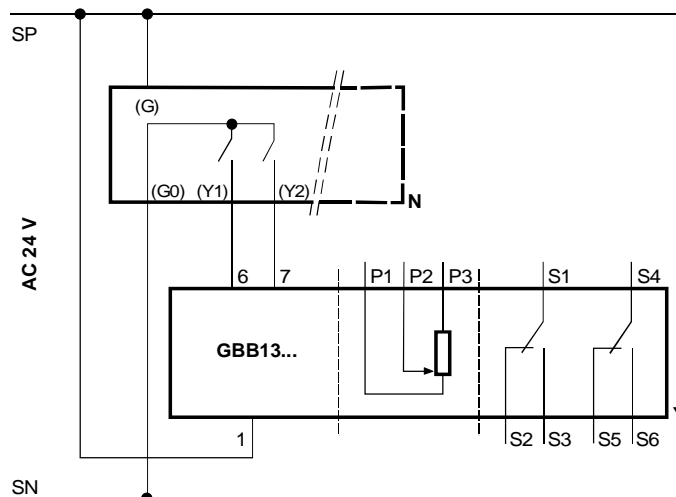 SP
(G)
(G0) (Y1) (Y2)
N
AC 24 V
6 7 P1 P2 P3 S1 S4
GBB13...
1 S2 S3 S5 S6
SN